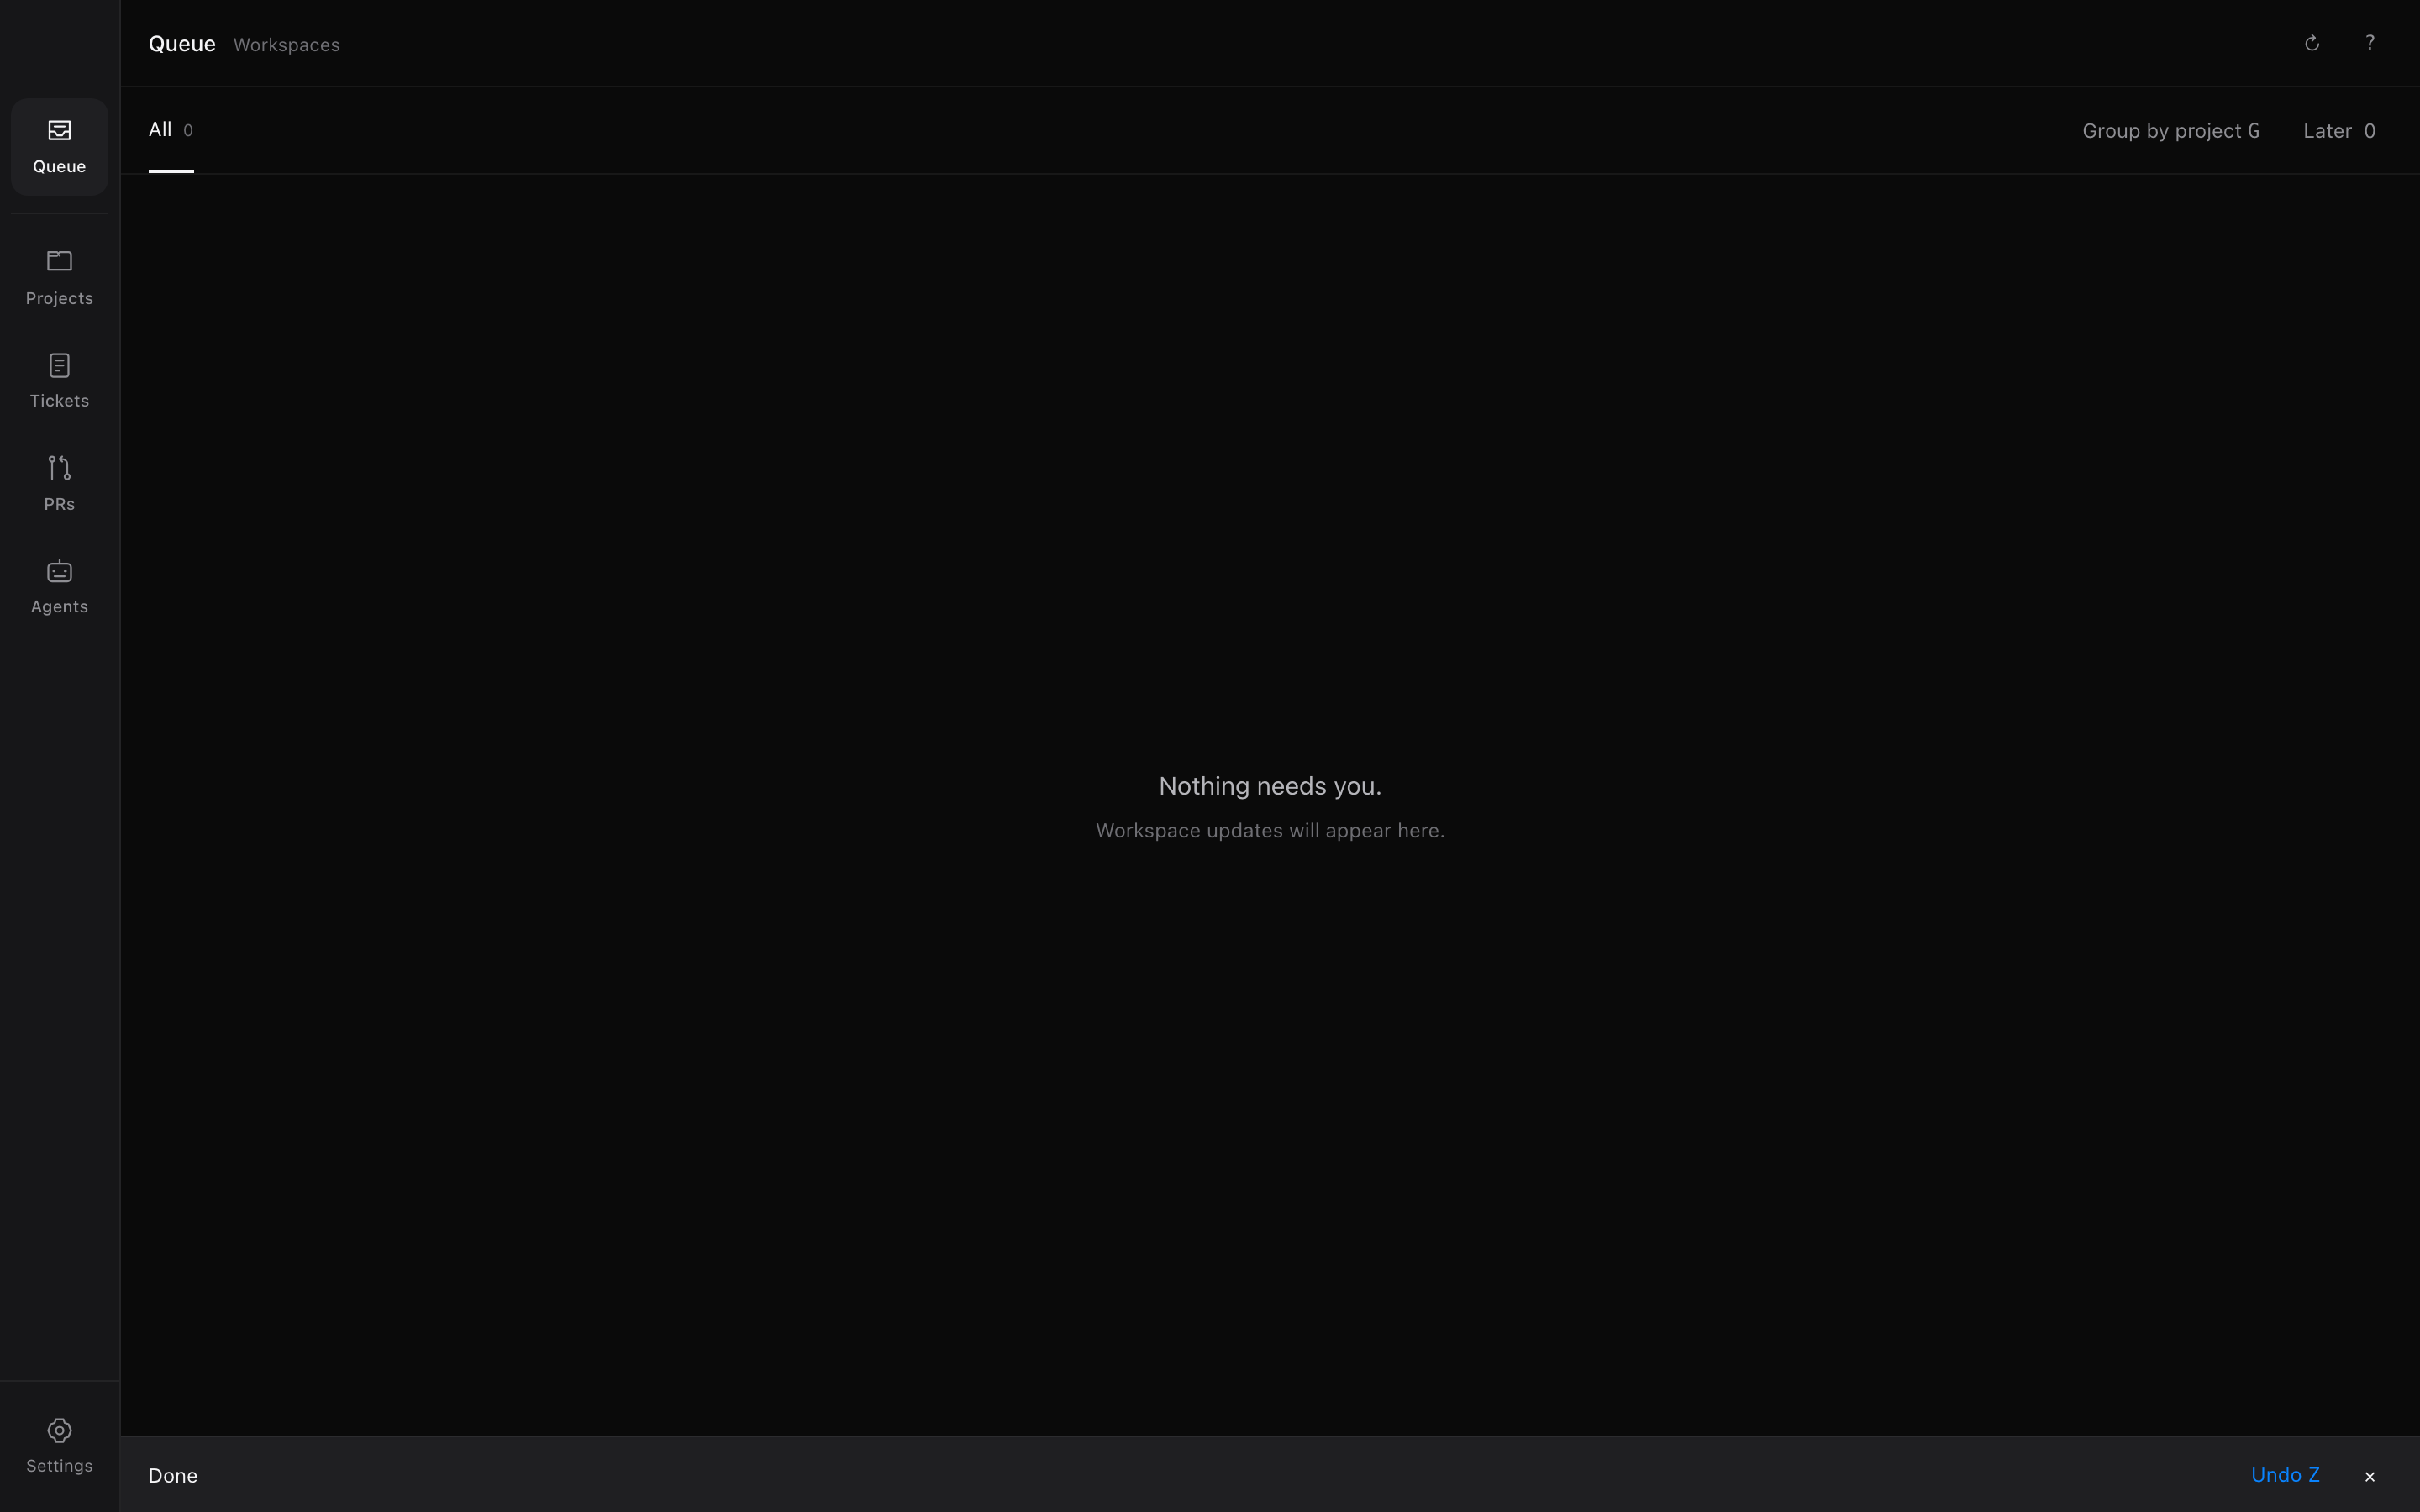 Queue Workspaces
?
All 0
Group by project G
Later 0
Queue
Projects
Tickets
PRs
Agents
Nothing needs you.
Workspace updates will appear here.
Settings
Done
Undo Z
×